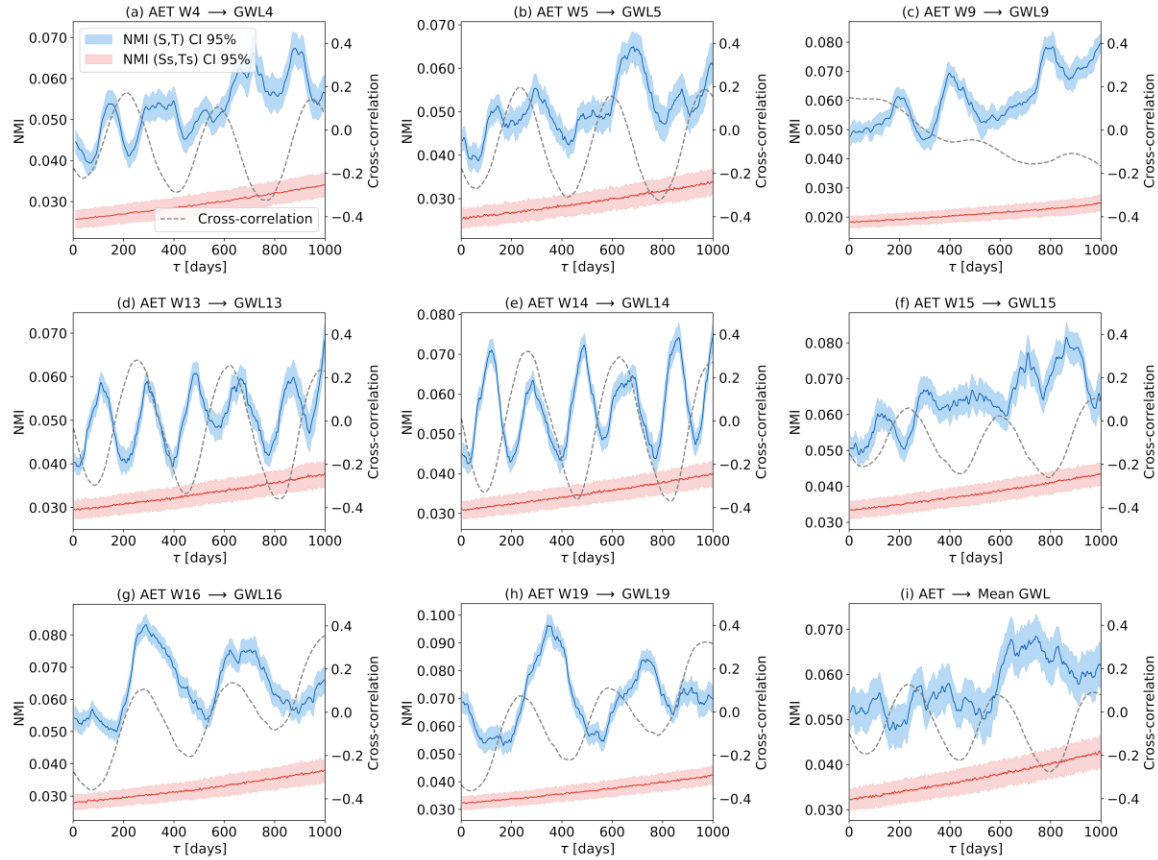 (a) AET W4 → GWL4
0.070
0.060
0.050
0.040
0.030
NMI
NMI (S,T) CI 95%
NMI (Ss,Ts) CI 95%
Cross-correlation
0.4
0.2
0.0
−0.2
−0.4
Cross-correlation
0 200 400 600 800 1000
τ [days]
(b) AET W5 → GWL5
0.070
0.060
0.050
0.040
0.030
NMI
0.4
0.2
0.0
−0.2
−0.4
Cross-correlation
0 200 400 600 800 1000
τ [days]
(c) AET W9 → GWL9
0.080
0.070
0.060
0.050
0.040
0.030
0.020
NMI
0.4
0.2
0.0
−0.2
−0.4
Cross-correlation
0 200 400 600 800 1000
τ [days]
(d) AET W13 → GWL13
0.070
0.060
0.050
0.040
0.030
NMI
0.4
0.2
0.0
−0.2
−0.4
Cross-correlation
0 200 400 600 800 1000
τ [days]
(e) AET W14 → GWL14
0.080
0.070
0.060
0.050
0.040
0.030
NMI
0.4
0.2
0.0
−0.2
−0.4
Cross-correlation
0 200 400 600 800 1000
τ [days]
(f) AET W15 → GWL15
0.080
0.070
0.060
0.050
0.040
0.030
NMI
0.4
0.2
0.0
−0.2
−0.4
Cross-correlation
0 200 400 600 800 1000
τ [days]
(g) AET W16 → GWL16
0.080
0.070
0.060
0.050
0.040
0.030
NMI
0.4
0.2
0.0
−0.2
−0.4
Cross-correlation
0 200 400 600 800 1000
τ [days]
(h) AET W19 → GWL19
0.100
0.090
0.080
0.070
0.060
0.050
0.040
0.030
NMI
0.4
0.2
0.0
−0.2
−0.4
Cross-correlation
0 200 400 600 800 1000
τ [days]
(i) AET → Mean GWL
0.070
0.060
0.050
0.040
0.030
NMI
0.4
0.2
0.0
−0.2
−0.4
Cross-correlation
0 200 400 600 800 1000
τ [days]